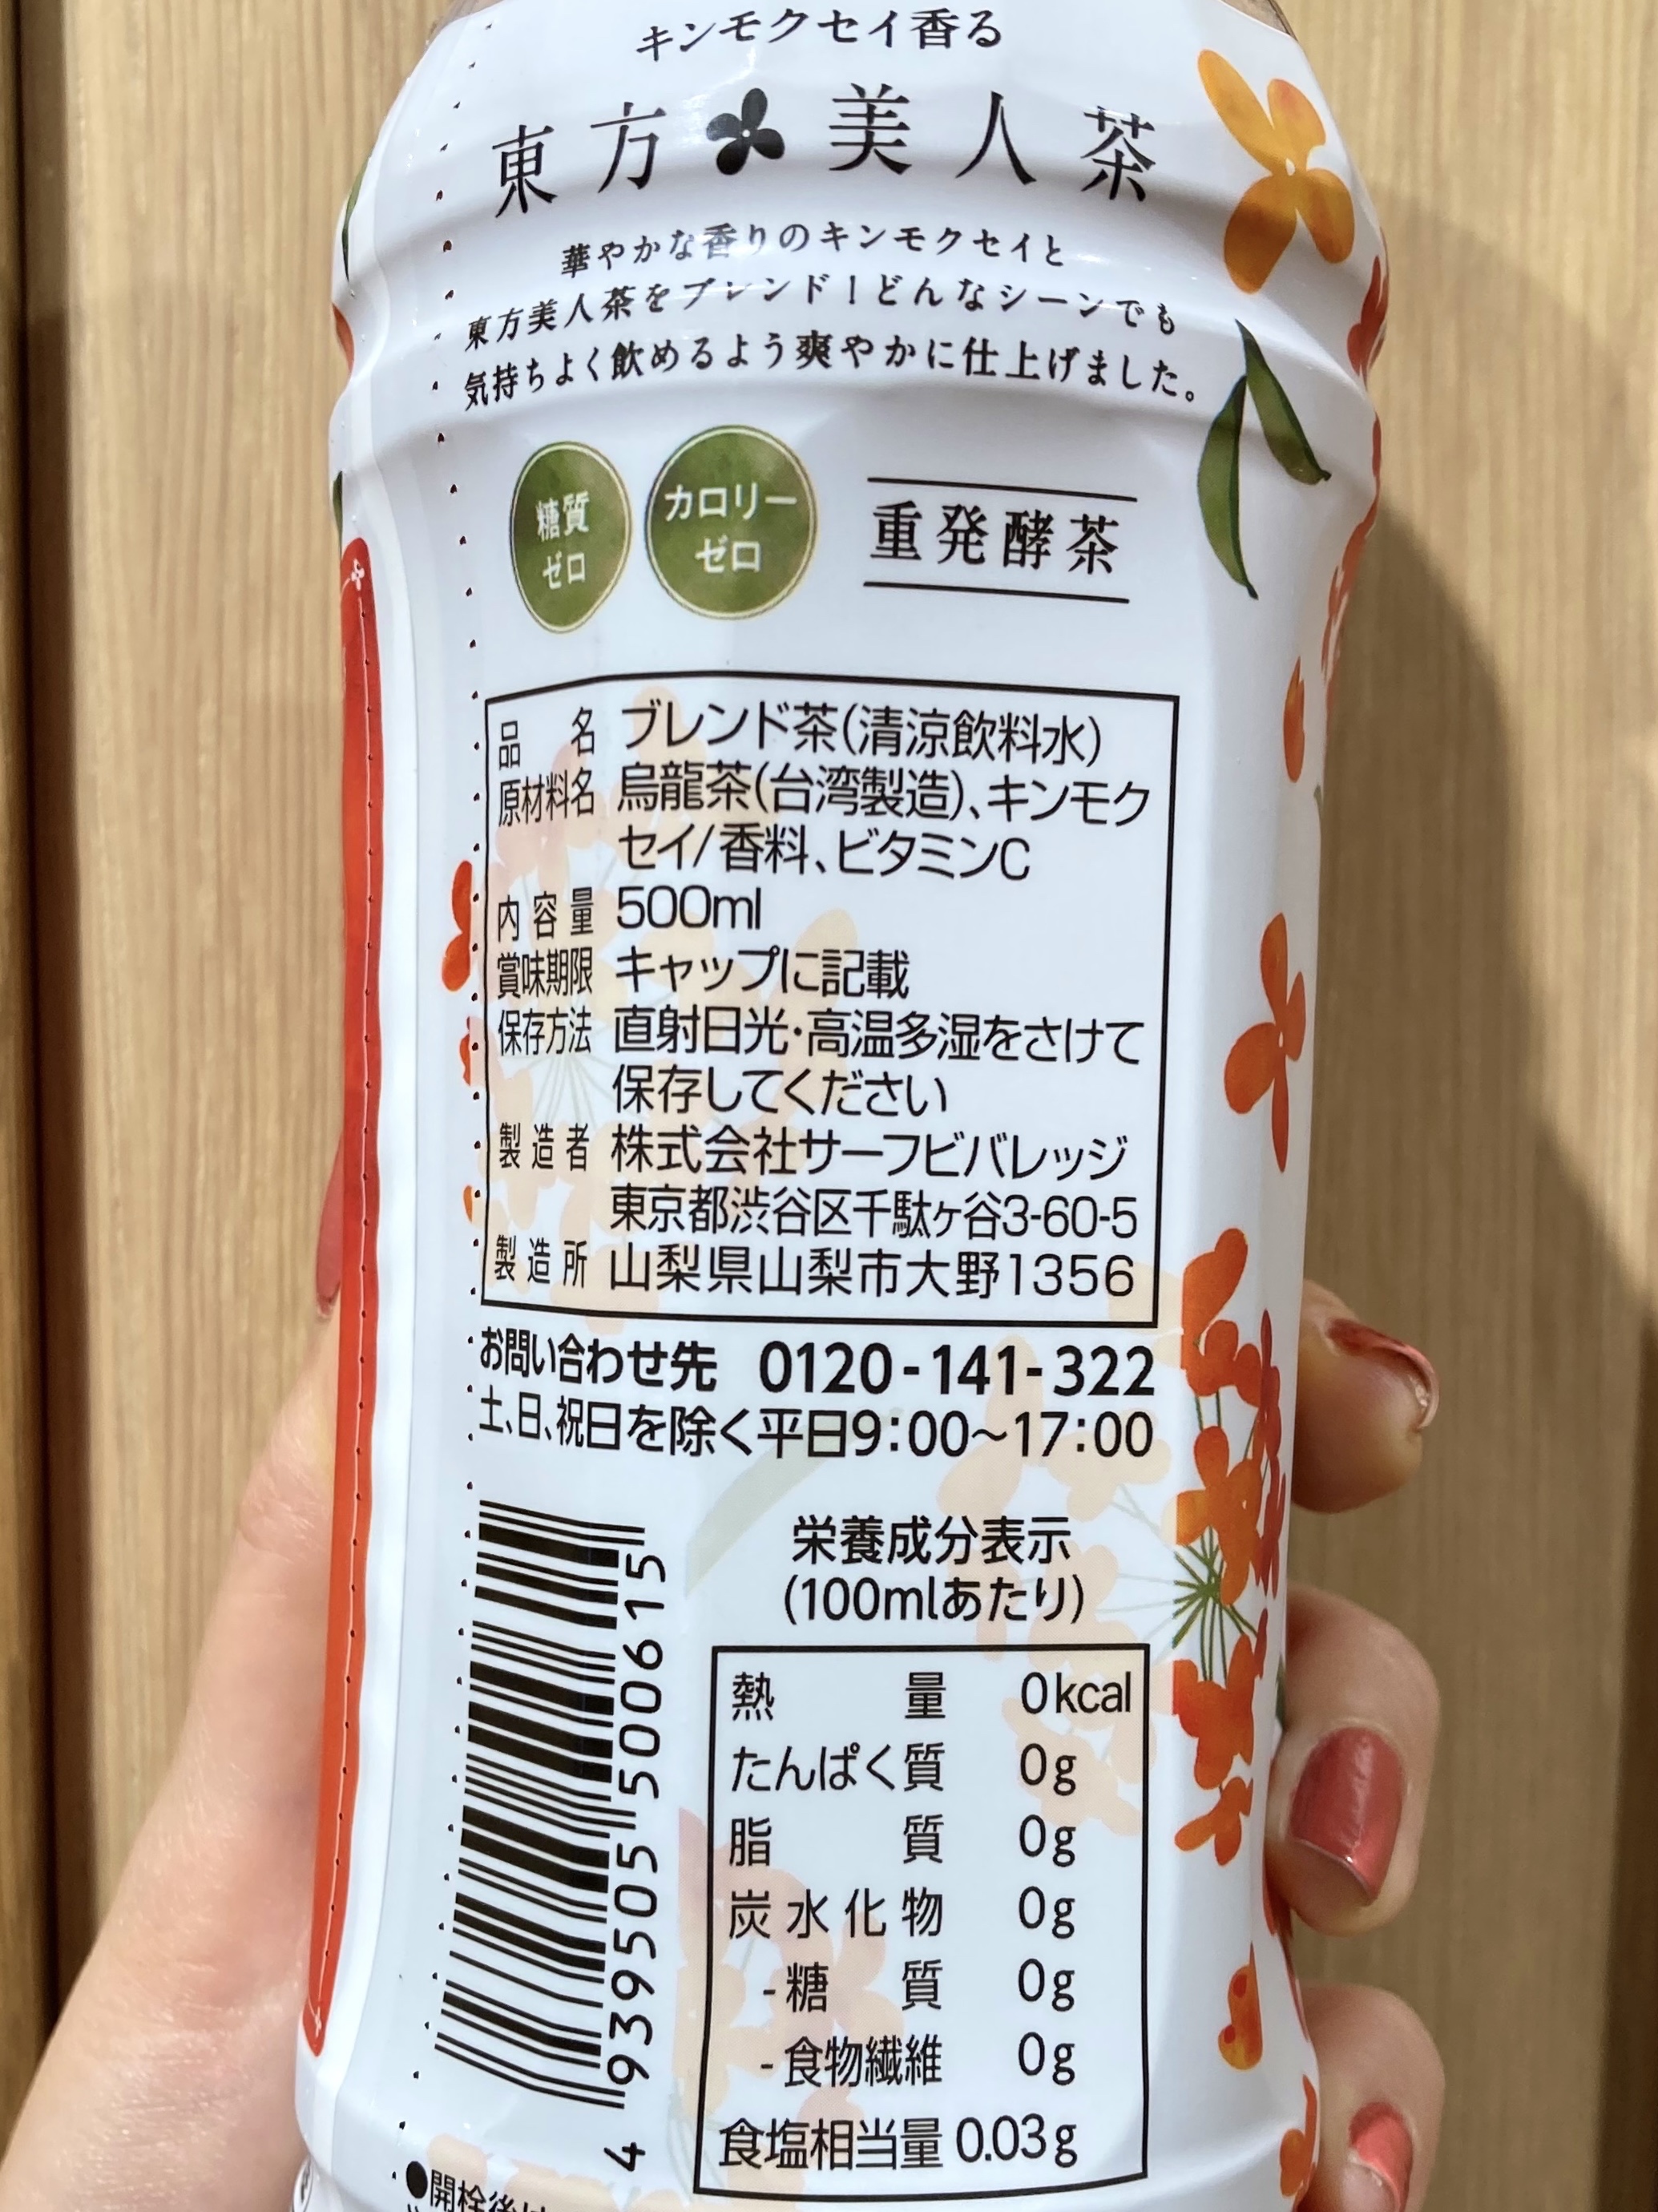 キンモクセイ香る
東方美人茶
華やかな香りのキンモクセイと
東方美人茶をブレンド!どんなシーンでも
気持ちよく飲めるよう爽やかに仕上げました。
糖質
ゼロ
カロリー
ゼロ
重発酵茶
品名 ブレンド茶(清涼飲料水)
原材料名 烏龍茶(台湾製造)、キンモク
セイ/香料、ビタミンC
内容量 500ml
賞味期限 キャップに記載
保存方法 直射日光・高温多湿をさけて
保存してください
製造者 株式会社サーフビバレッジ
東京都渋谷区千駄ヶ谷3-60-5
製造所 山梨県山梨市大野1356
お問い合わせ先 0120-141-322
土、日、祝日を除く平日9:00~17:00
4 939505 500615
栄養成分表示
(100mlあたり)
熱量 0kcal
たんぱく質 0g
脂質 0g
炭水化物 0g
-糖質 0g
-食物繊維 0g
食塩相当量 0.03g
●開栓後は